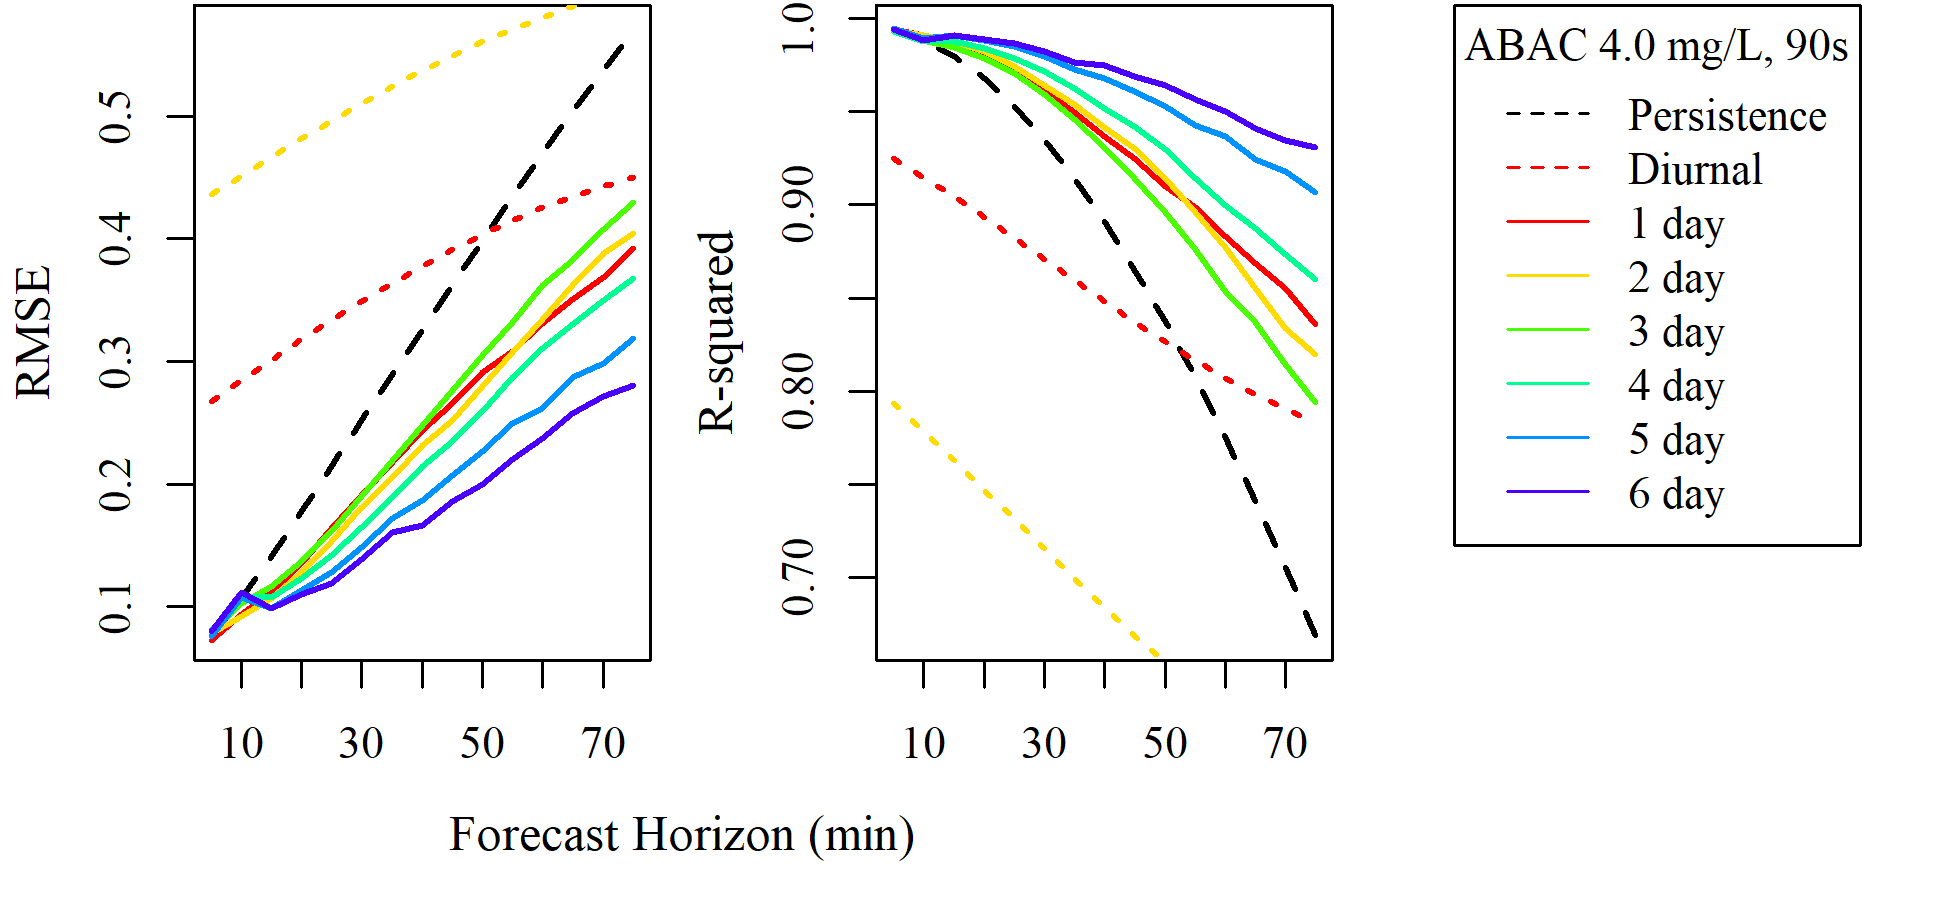 RMSE
0.1
0.2
0.3
0.4
0.5
10
30
50
70
R-squared
0.70
0.80
0.90
1.0
10
30
50
70
Forecast Horizon (min)
ABAC 4.0 mg/L, 90s
Persistence
Diurnal
1 day
2 day
3 day
4 day
5 day
6 day